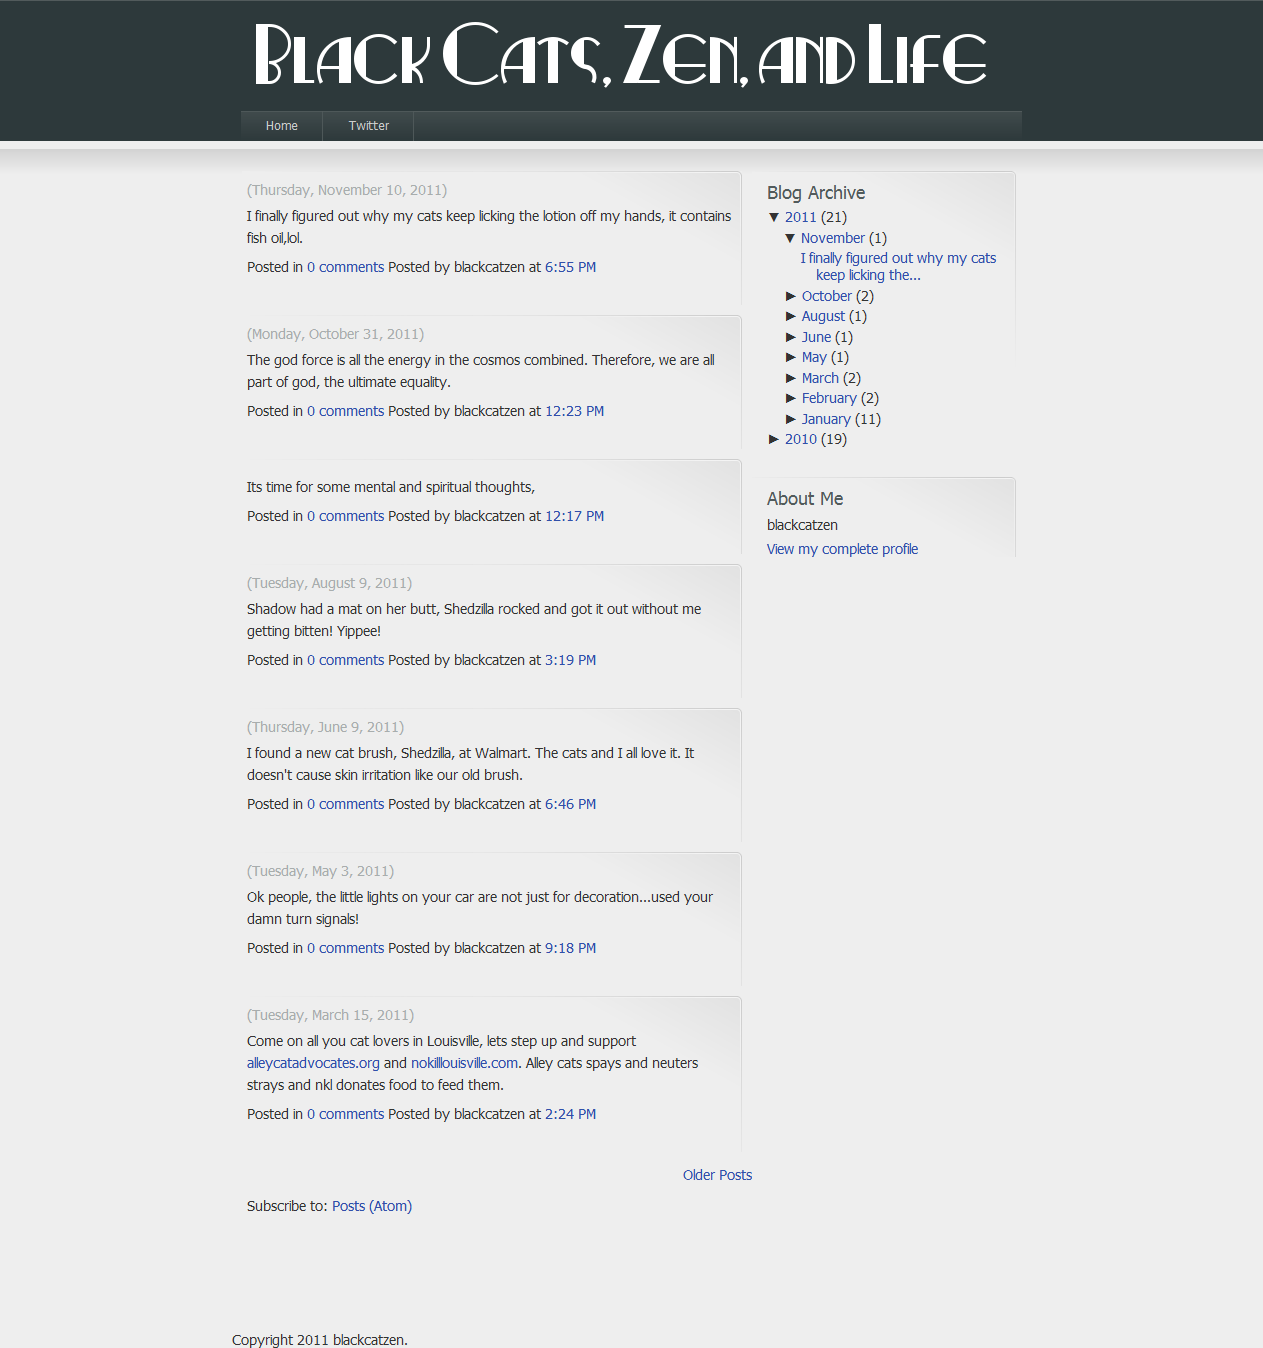 Black Cats, Zen, and Life
Home
Twitter
(Thursday, November 10, 2011)
I finally figured out why my cats keep licking the lotion off my hands, it contains
fish oil,lol.
Posted in 0 comments Posted by blackcatzen at 6:55 PM
(Monday, October 31, 2011)
The god force is all the energy in the cosmos combined. Therefore, we are all
part of god, the ultimate equality.
Posted in 0 comments Posted by blackcatzen at 12:23 PM
Its time for some mental and spiritual thoughts,
Posted in 0 comments Posted by blackcatzen at 12:17 PM
(Tuesday, August 9, 2011)
Shadow had a mat on her butt, Shedzilla rocked and got it out without me
getting bitten! Yippee!
Posted in 0 comments Posted by blackcatzen at 3:19 PM
(Thursday, June 9, 2011)
I found a new cat brush, Shedzilla, at Walmart. The cats and I all love it. It
doesn't cause skin irritation like our old brush.
Posted in 0 comments Posted by blackcatzen at 6:46 PM
(Tuesday, May 3, 2011)
Ok people, the little lights on your car are not just for decoration...used your
damn turn signals!
Posted in 0 comments Posted by blackcatzen at 9:18 PM
(Tuesday, March 15, 2011)
Come on all you cat lovers in Louisville, lets step up and support
alleycatadvocates.org and nokilllouisville.com. Alley cats spays and neuters
strays and nkl donates food to feed them.
Posted in 0 comments Posted by blackcatzen at 2:24 PM
Older Posts
Subscribe to: Posts (Atom)
Blog Archive
▼ 2011 (21)
▼ November (1)
I finally figured out why my cats
keep licking the...
► October (2)
► August (1)
► June (1)
► May (1)
► March (2)
► February (2)
► January (11)
► 2010 (19)
About Me
blackcatzen
View my complete profile
Copyright 2011 blackcatzen.